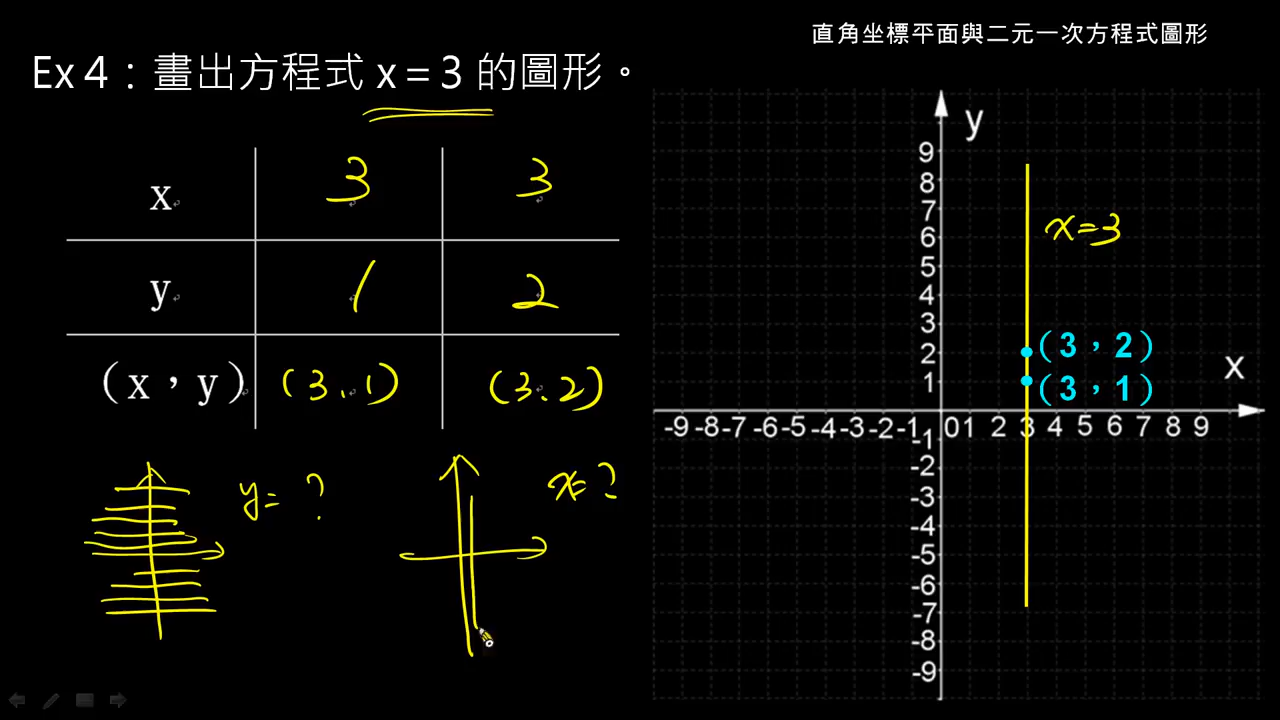 直角坐標平面與二元一次方程式圖形
Ex 4：畫出方程式 x = 3 的圖形。
x 3 3
y 1 2
(x，y) (3、1) (3、2)
y = ?
x = ?
y
9
8
7
6
5
4
3
2
1
x=3
(3，2)
(3，1)
x
-9 -8 -7 -6 -5 -4 -3 -2 -1 0 1 2 3 4 5 6 7 8 9
-1
-2
-3
-4
-5
-6
-7
-8
-9